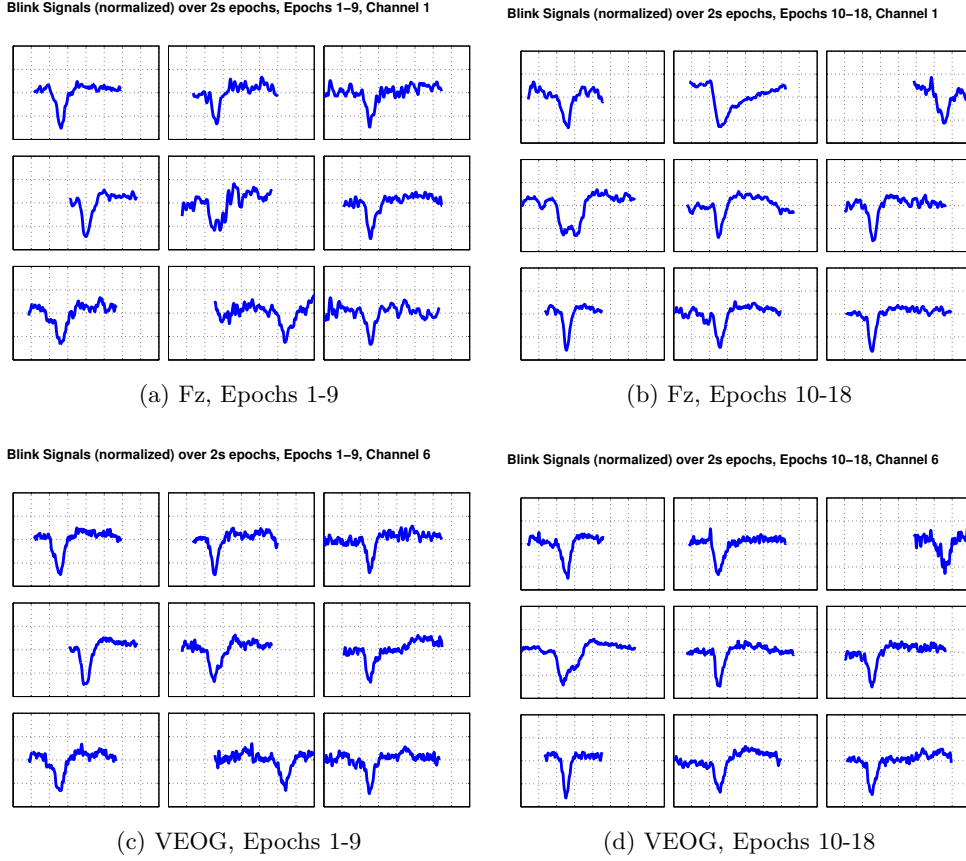 Blink Signals (normalized) over 2s epochs, Epochs 1−9, Channel 1
Blink Signals (normalized) over 2s epochs, Epochs 10−18, Channel 1
(a) Fz, Epochs 1-9
(b) Fz, Epochs 10-18
Blink Signals (normalized) over 2s epochs, Epochs 1−9, Channel 6
Blink Signals (normalized) over 2s epochs, Epochs 10−18, Channel 6
(c) VEOG, Epochs 1-9
(d) VEOG, Epochs 10-18